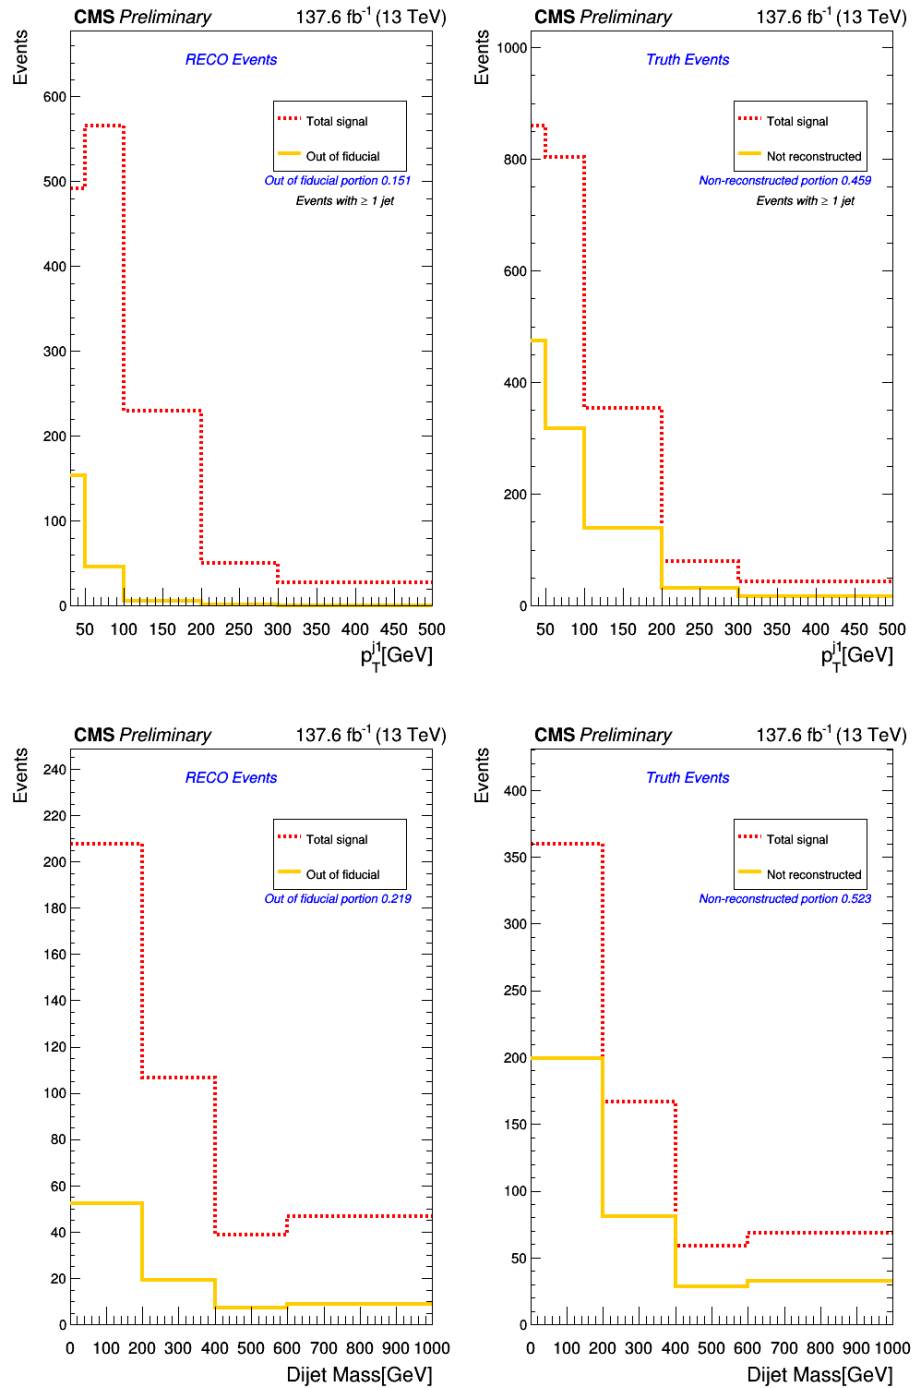 CMS Preliminary 137.6 fb⁻¹ (13 TeV)
Events
RECO Events
Total signal
Out of fiducial
Out of fiducial portion 0.151
Events with ≥ 1 jet
600
500
400
300
200
100
0
50 100 150 200 250 300 350 400 450 500
p_T^j1[GeV]
CMS Preliminary 137.6 fb⁻¹ (13 TeV)
Events
Truth Events
Total signal
Not reconstructed
Non-reconstructed portion 0.459
Events with ≥ 1 jet
1000
800
600
400
200
0
50 100 150 200 250 300 350 400 450 500
p_T^j1[GeV]
CMS Preliminary 137.6 fb⁻¹ (13 TeV)
Events
RECO Events
Total signal
Out of fiducial
Out of fiducial portion 0.219
240
220
200
180
160
140
120
100
80
60
40
20
0
0 100 200 300 400 500 600 700 800 900 1000
Dijet Mass[GeV]
CMS Preliminary 137.6 fb⁻¹ (13 TeV)
Events
Truth Events
Total signal
Not reconstructed
Non-reconstructed portion 0.523
400
350
300
250
200
150
100
50
0
0 100 200 300 400 500 600 700 800 900 1000
Dijet Mass[GeV]